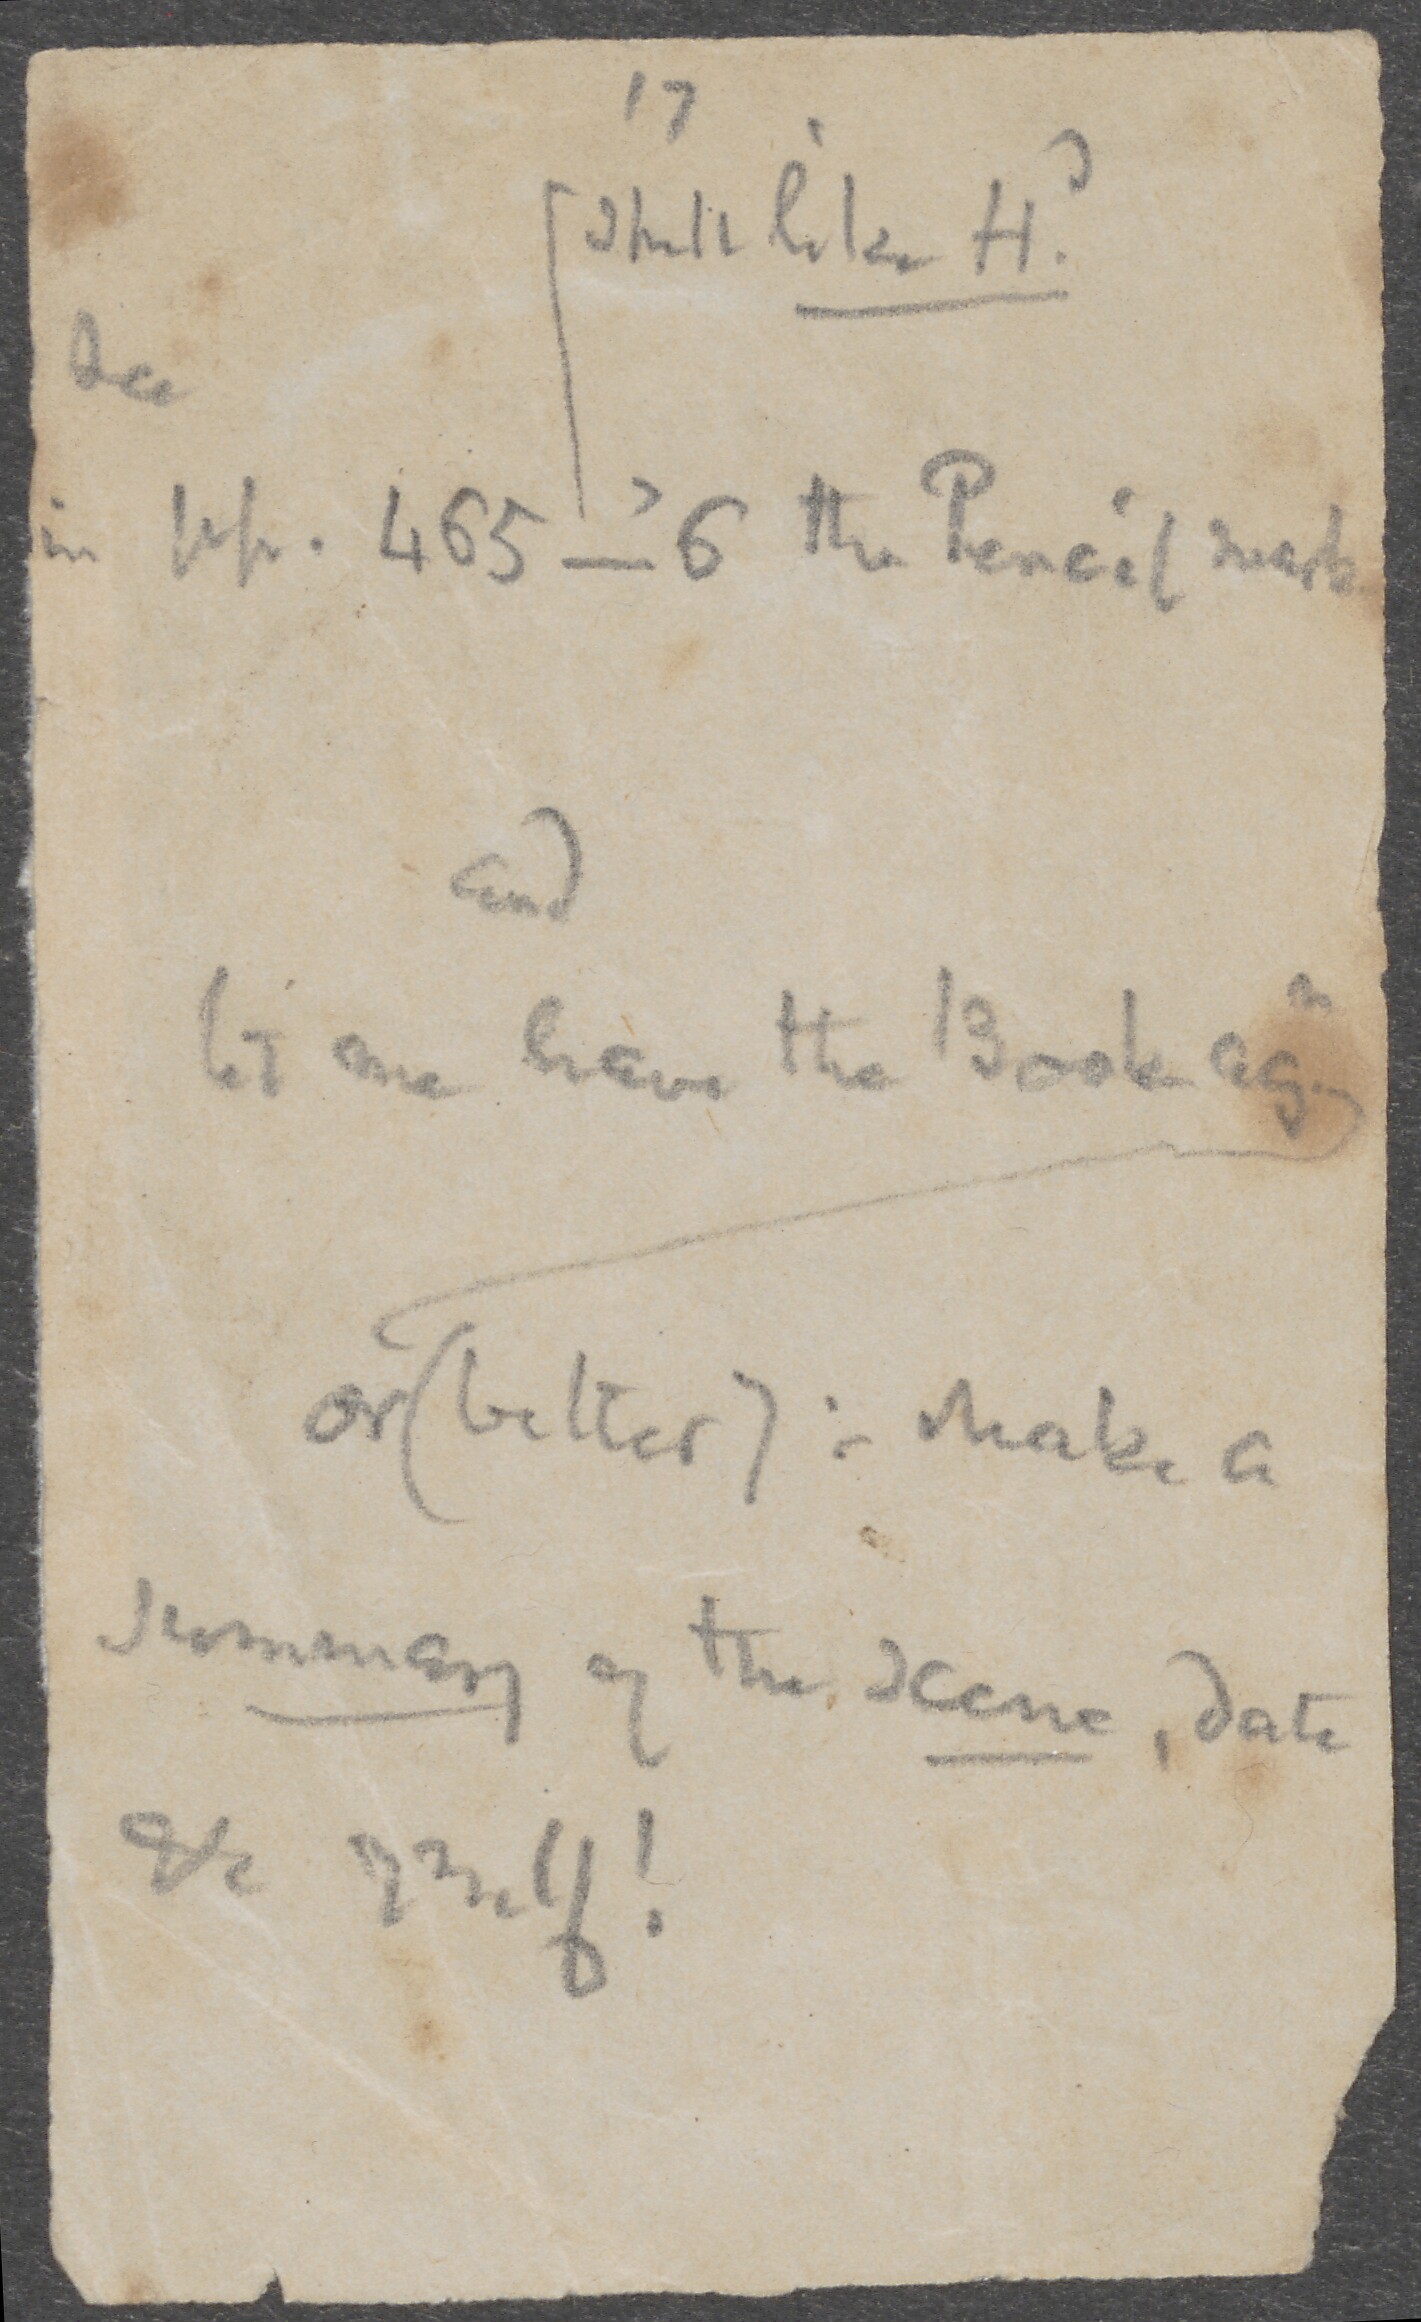 17
like H.
See
in pp. 465–6 the Pencil mark
and
let me have the Book agn
or (better): make a
summary of the scene, date
&c yrself!